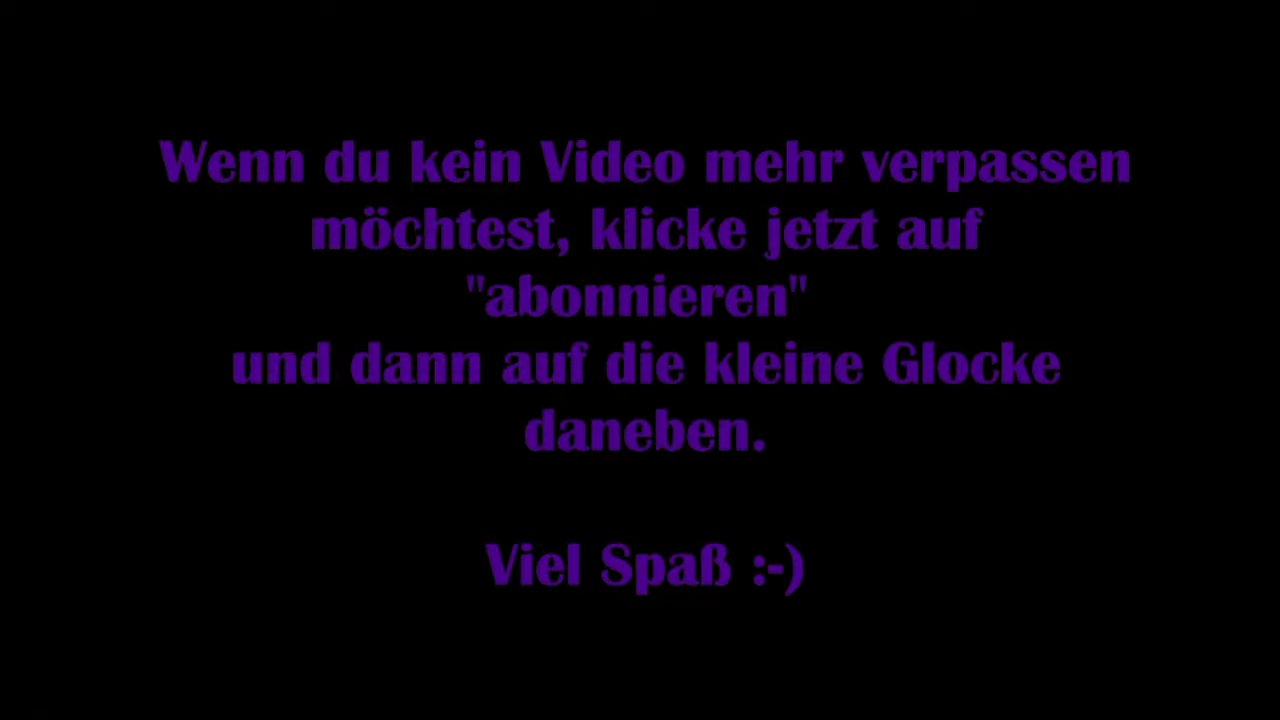 Wenn du kein Video mehr verpassen
möchtest, klicke jetzt auf
"abonnieren"
und dann auf die kleine Glocke
daneben.
Viel Spaß :-)